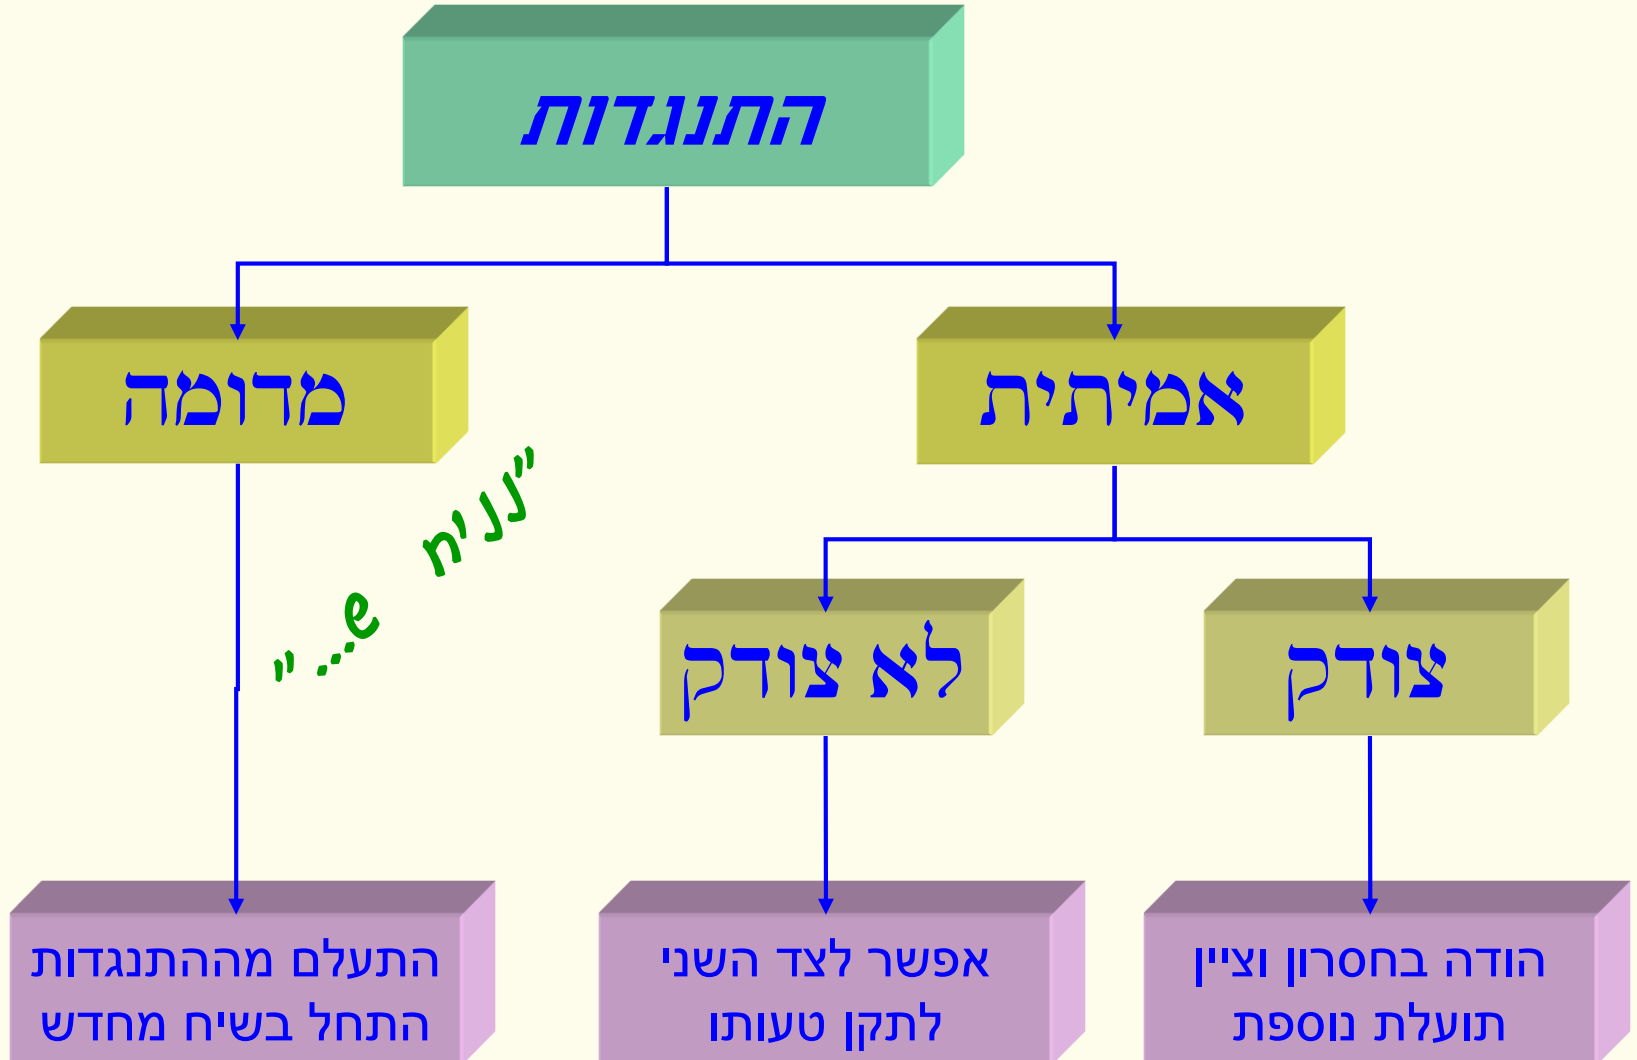 התנגדות
אמיתית
מדומה
"נניח ש... "
צודק
לא צודק
הודה בחסרון וציין
תועלת נוספת
אפשר לצד השני
לתקן טעותו
התעלם מההתנגדות
התחל בשיח מחדש